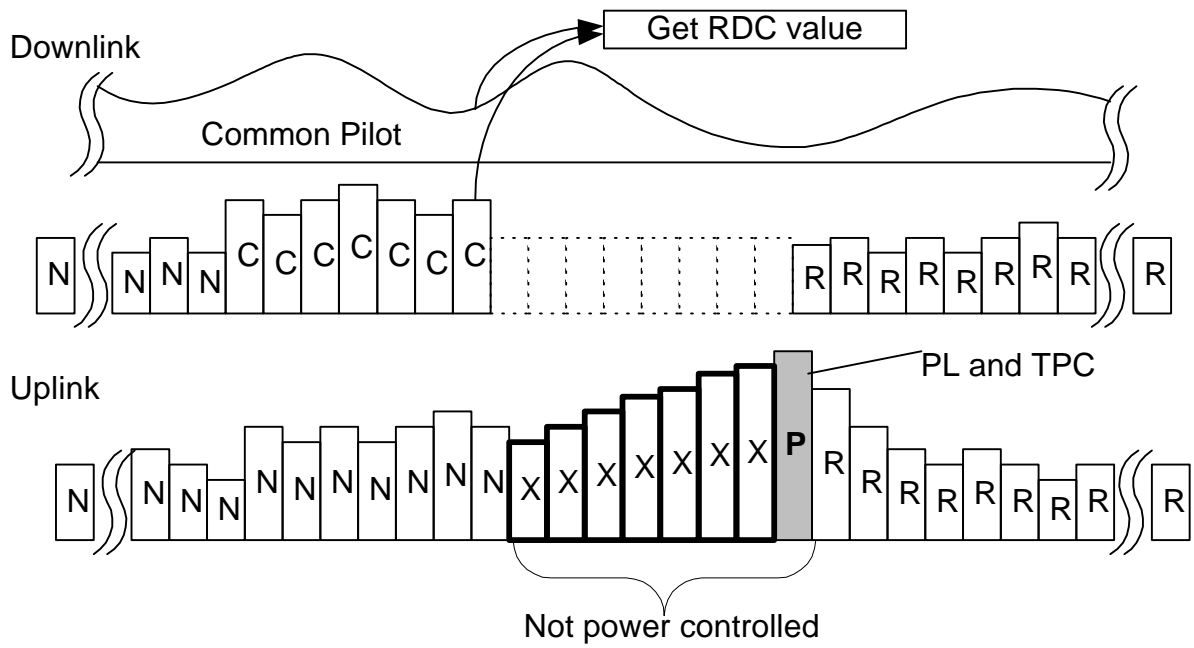 Get RDC value
Downlink
Common Pilot
N N N N C C C C C C C R R R R R R R R R
PL and TPC
Uplink
N N N N N N N N N N N X X X X X X X P R R R R R R R R R
Not power controlled